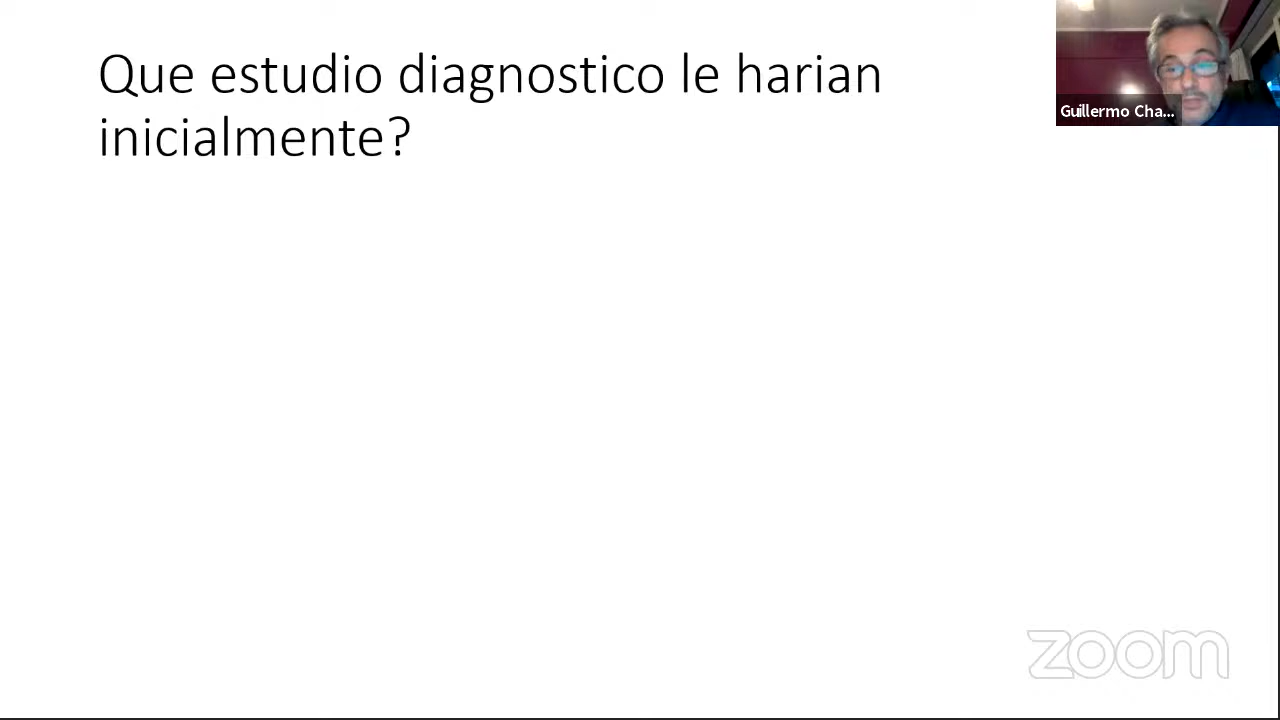 Que estudio diagnostico le harian
inicialmente?
Guillermo Cha...
zoom